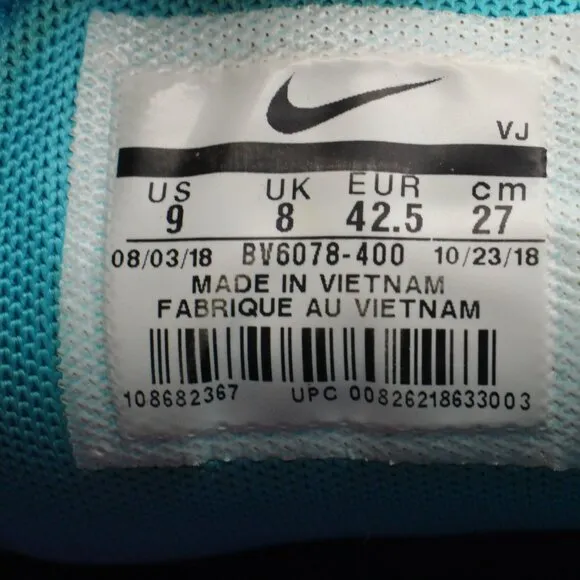 VJ
US UK EUR cm
9 8 42.5 27
08/03/18 BV6078-400 10/23/18
MADE IN VIETNAM
FABRIQUE AU VIETNAM
108682367 UPC 00826218633003